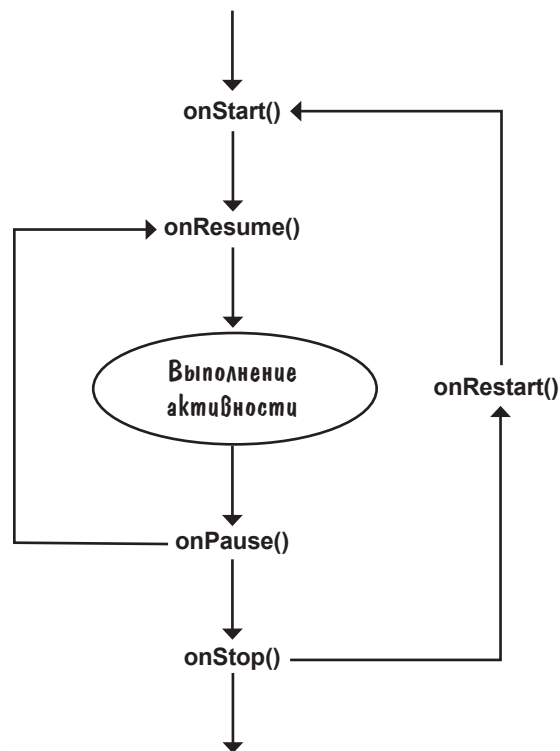 onStart()
onResume()
Выполнение
активности
onRestart()
onPause()
onStop()